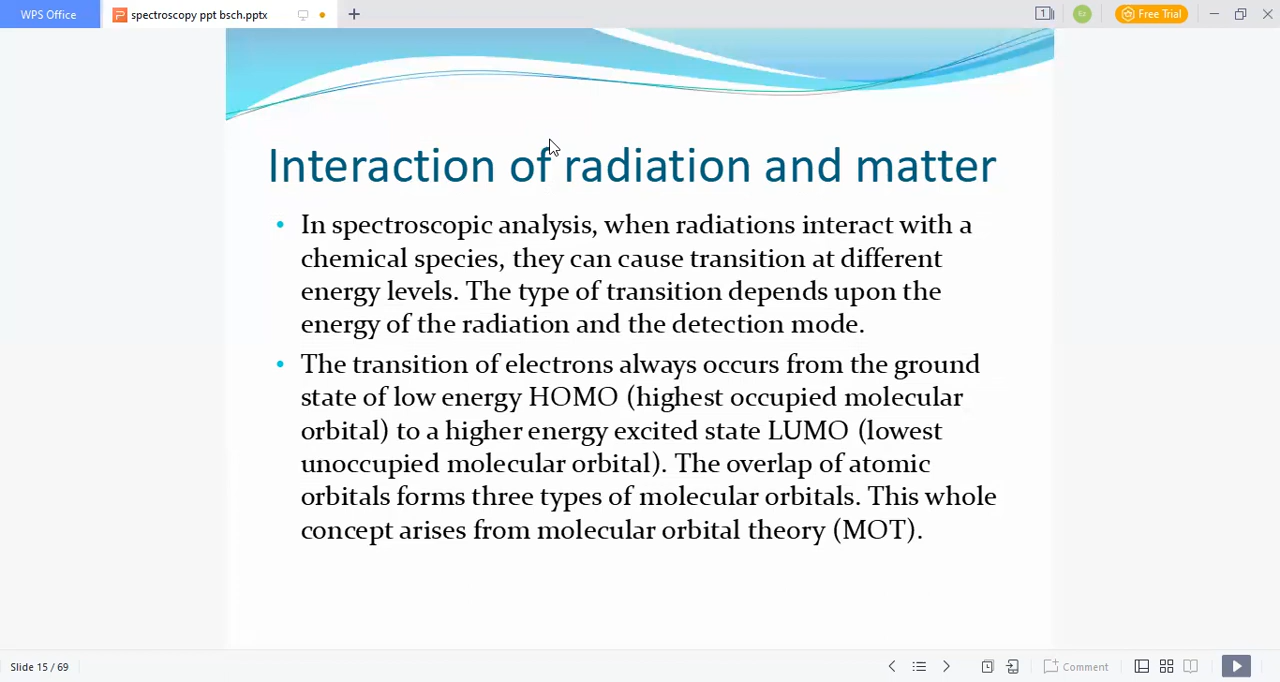 WPS Office
spectroscopy ppt bsch.pptx
1
Free Trial
Interaction of radiation and matter
• In spectroscopic analysis, when radiations interact with a
chemical species, they can cause transition at different
energy levels. The type of transition depends upon the
energy of the radiation and the detection mode.
• The transition of electrons always occurs from the ground
state of low energy HOMO (highest occupied molecular
orbital) to a higher energy excited state LUMO (lowest
unoccupied molecular orbital). The overlap of atomic
orbitals forms three types of molecular orbitals. This whole
concept arises from molecular orbital theory (MOT).
Slide 15 / 69
Comment